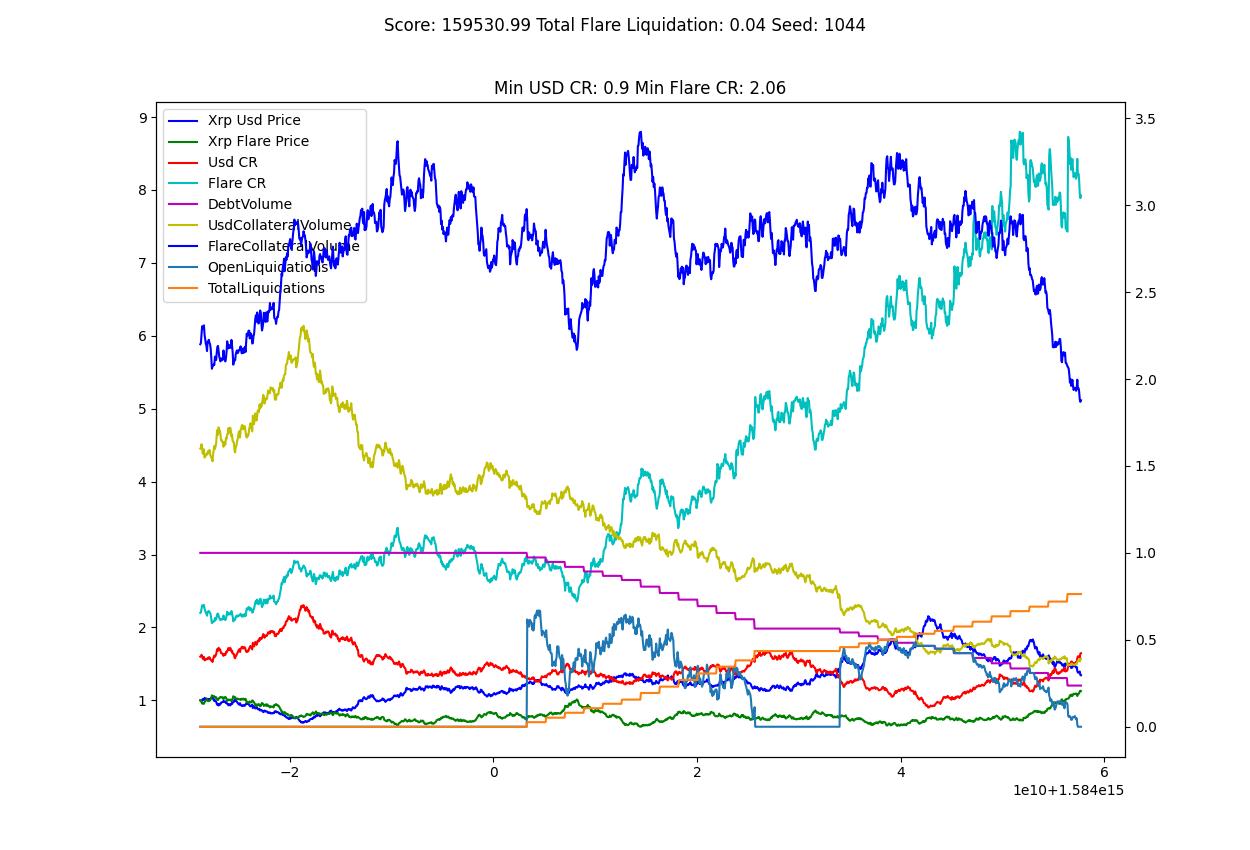 Score: 159530.99 Total Flare Liquidation: 0.04 Seed: 1044
Min USD CR: 0.9 Min Flare CR: 2.06
Xrp Usd Price
Xrp Flare Price
Usd CR
Flare CR
DebtVolume
UsdCollateralVolume
FlareCollateralVolume
OpenLiquidations
TotalLiquidations
9
8
7
6
5
4
3
2
1
3.5
3.0
2.5
2.0
1.5
1.0
0.5
0.0
−2 0 2 4 6
1e10+1.584e15